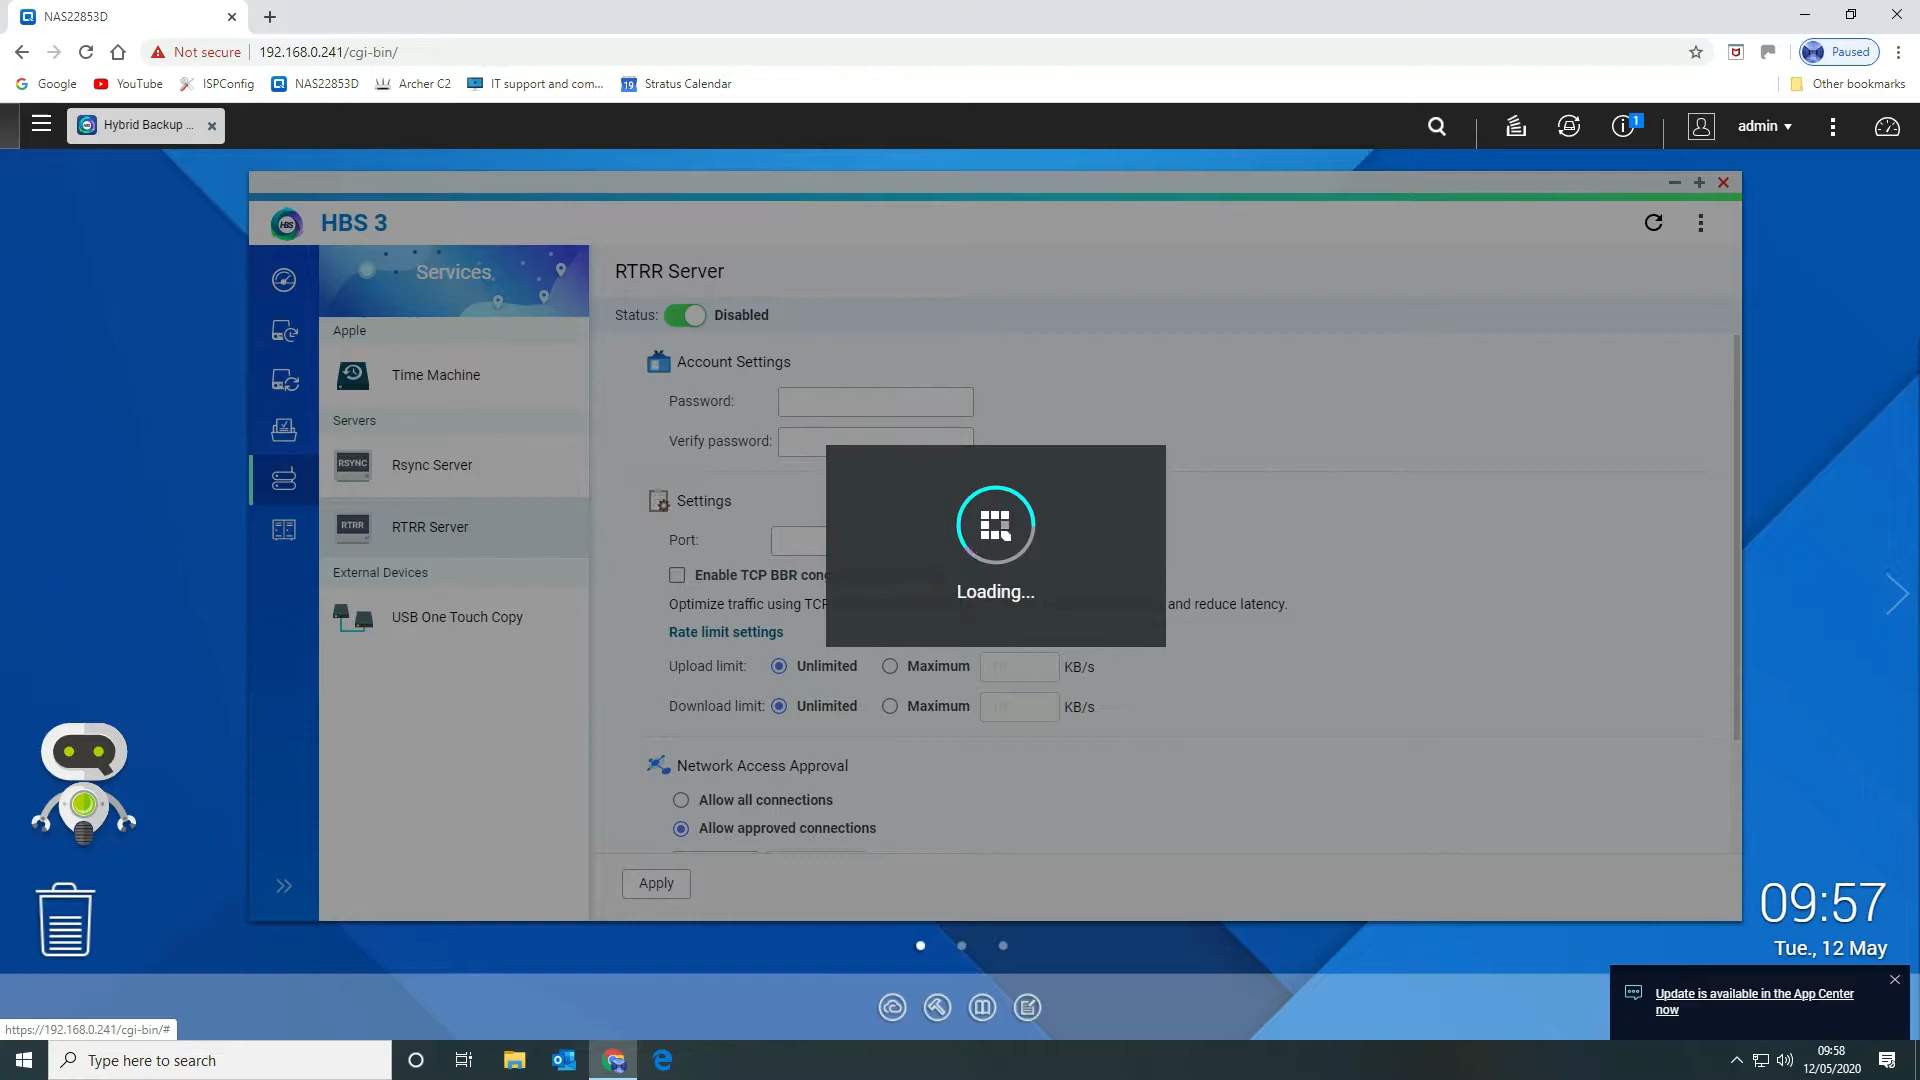 NAS22853D
Not secure
192.168.0.241/cgi-bin/
Paused
Google
YouTube
ISPConfig
NAS22853D
Archer C2
IT support and com...
19
Stratus Calendar
Other bookmarks
Hybrid Backup ...
1
admin
HBS
HBS 3
Services
RTRR Server
Status:
Disabled
Apple
Time Machine
Servers
RSYNC
Rsync Server
RTRR
RTRR Server
External Devices
USB One Touch Copy
Account Settings
Password:
Verify password:
Settings
Port:
Enable TCP BBR con
Optimize traffic using TCP
and reduce latency.
Loading...
Rate limit settings
Upload limit:
Unlimited
Maximum
KB/s
Download limit:
Unlimited
Maximum
KB/s
Network Access Approval
Allow all connections
Allow approved connections
Apply
09:57
Tue., 12 May
Update is available in the App Center
now
https://192.168.0.241/cgi-bin/#
Type here to search
09:58
12/05/2020